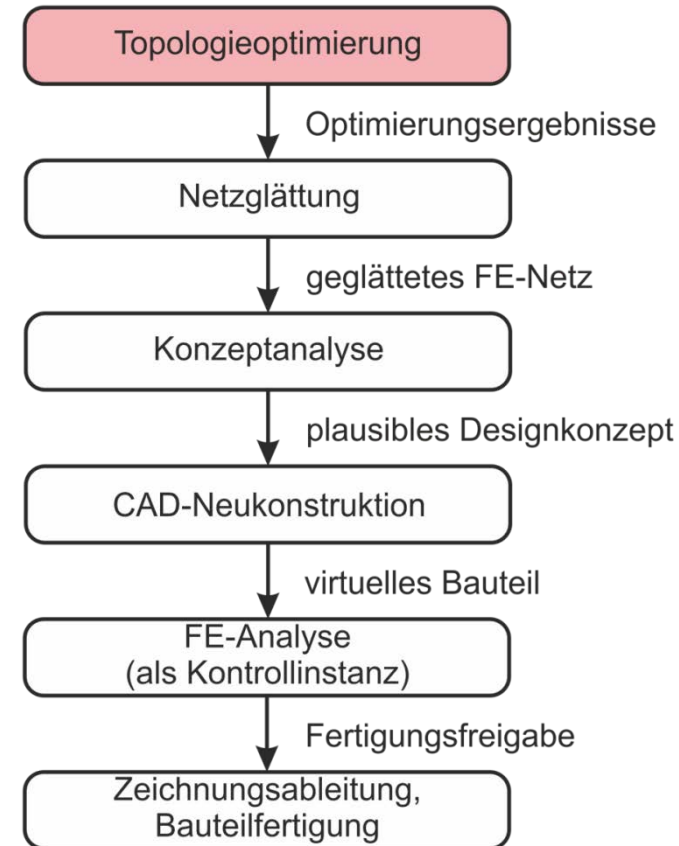 Topologieoptimierung
Optimierungsergebnisse
Netzglättung
geglättetes FE-Netz
Konzeptanalyse
plausibles Designkonzept
CAD-Neukonstruktion
virtuelles Bauteil
FE-Analyse
(als Kontrollinstanz)
Fertigungsfreigabe
Zeichnungsableitung,
Bauteilfertigung